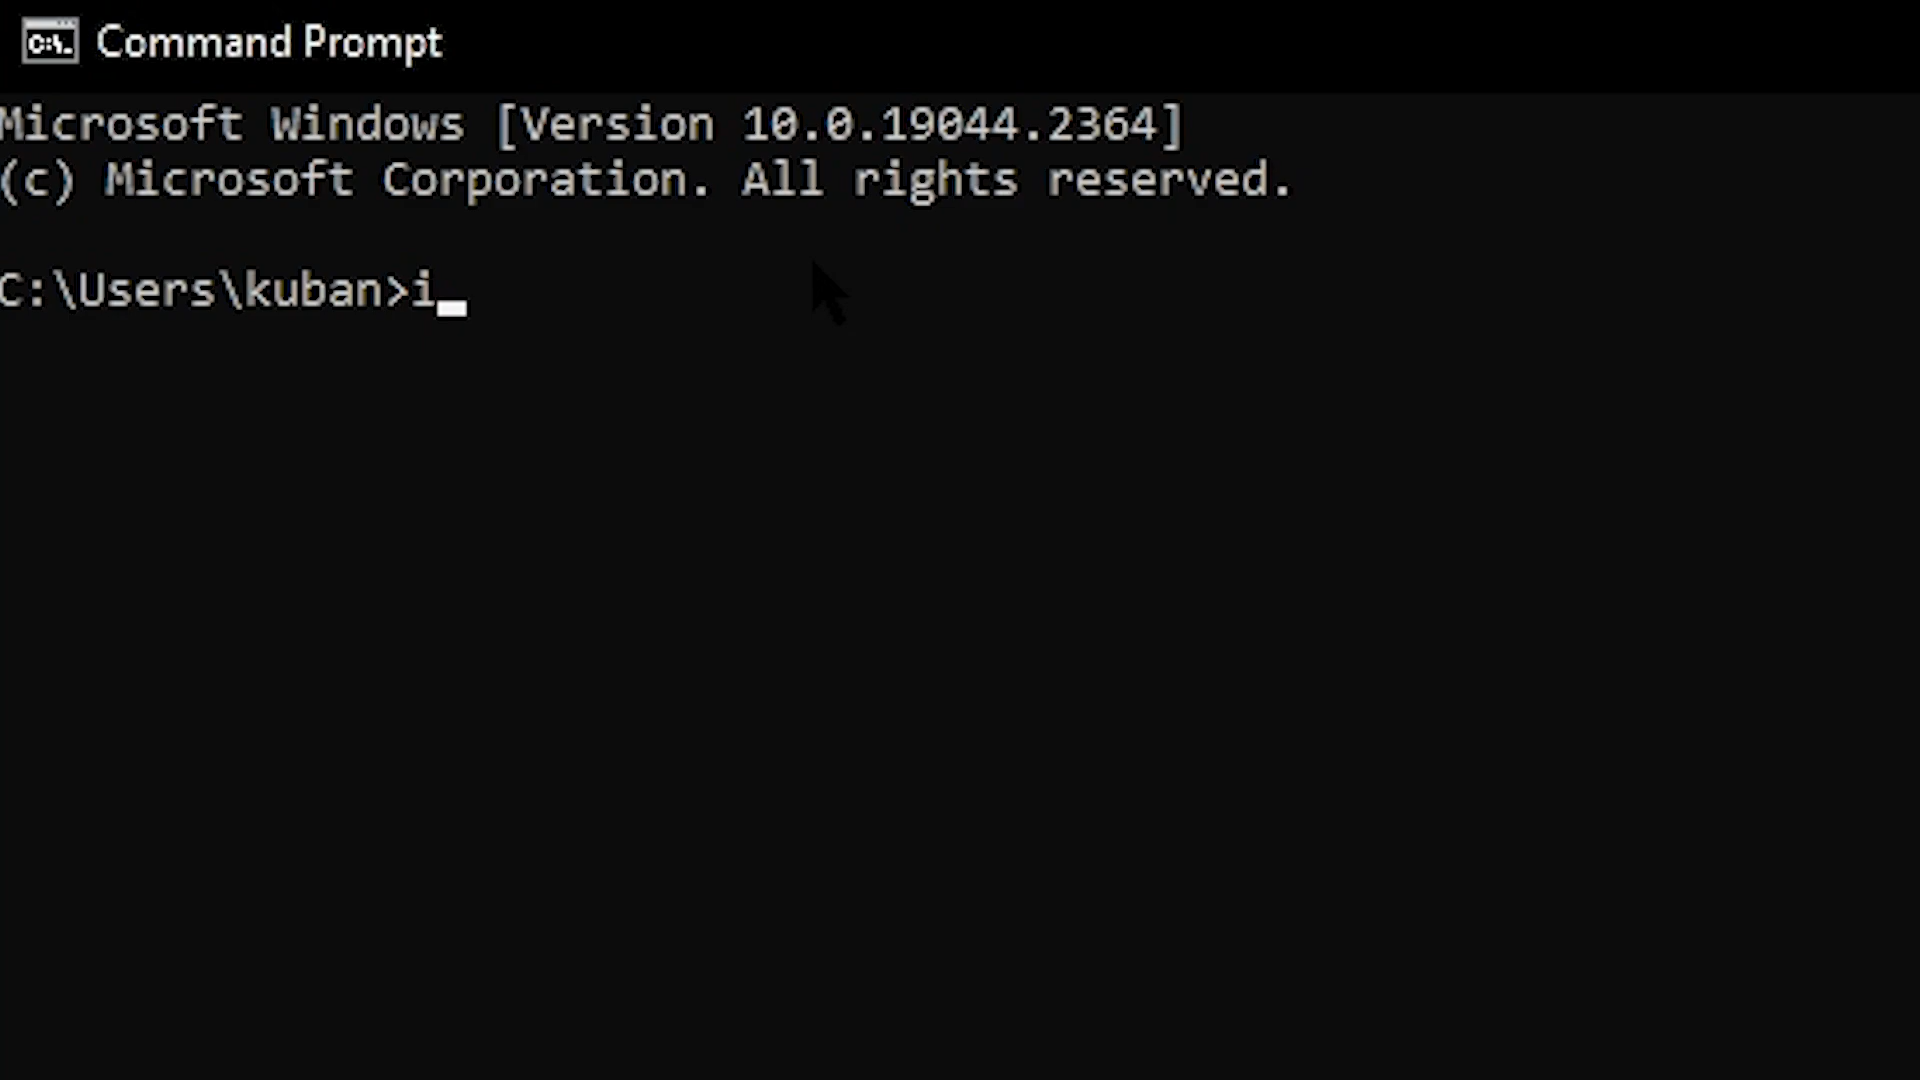 C:\.
Command Prompt
Microsoft Windows [Version 10.0.19044.2364]
(c) Microsoft Corporation. All rights reserved.
C:\Users\kuban>i